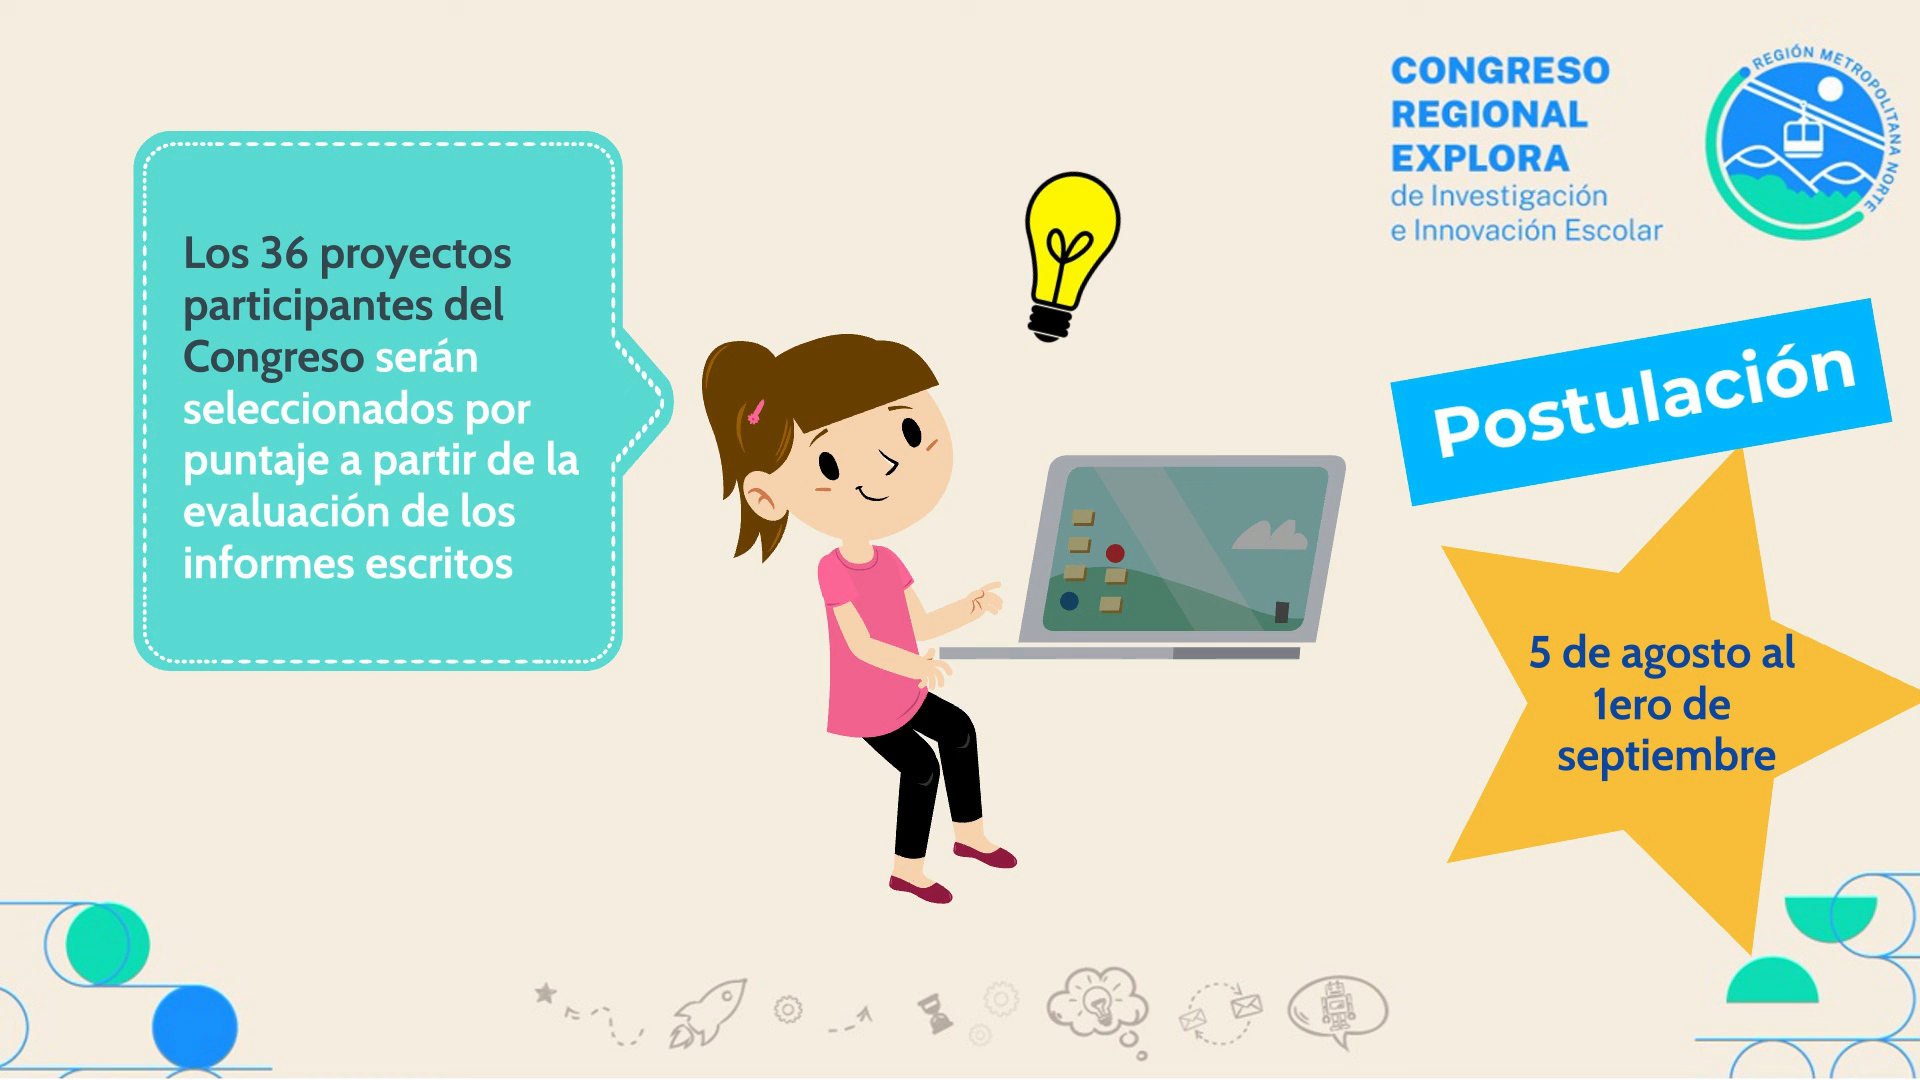 CONGRESO
REGIONAL
EXPLORA
de Investigación
e Innovación Escolar
REGIÓN METROPOLITANA NORTE
Los 36 proyectos
participantes del
Congreso serán
seleccionados por
puntaje a partir de la
evaluación de los
informes escritos
Postulación
5 de agosto al
1ero de
septiembre